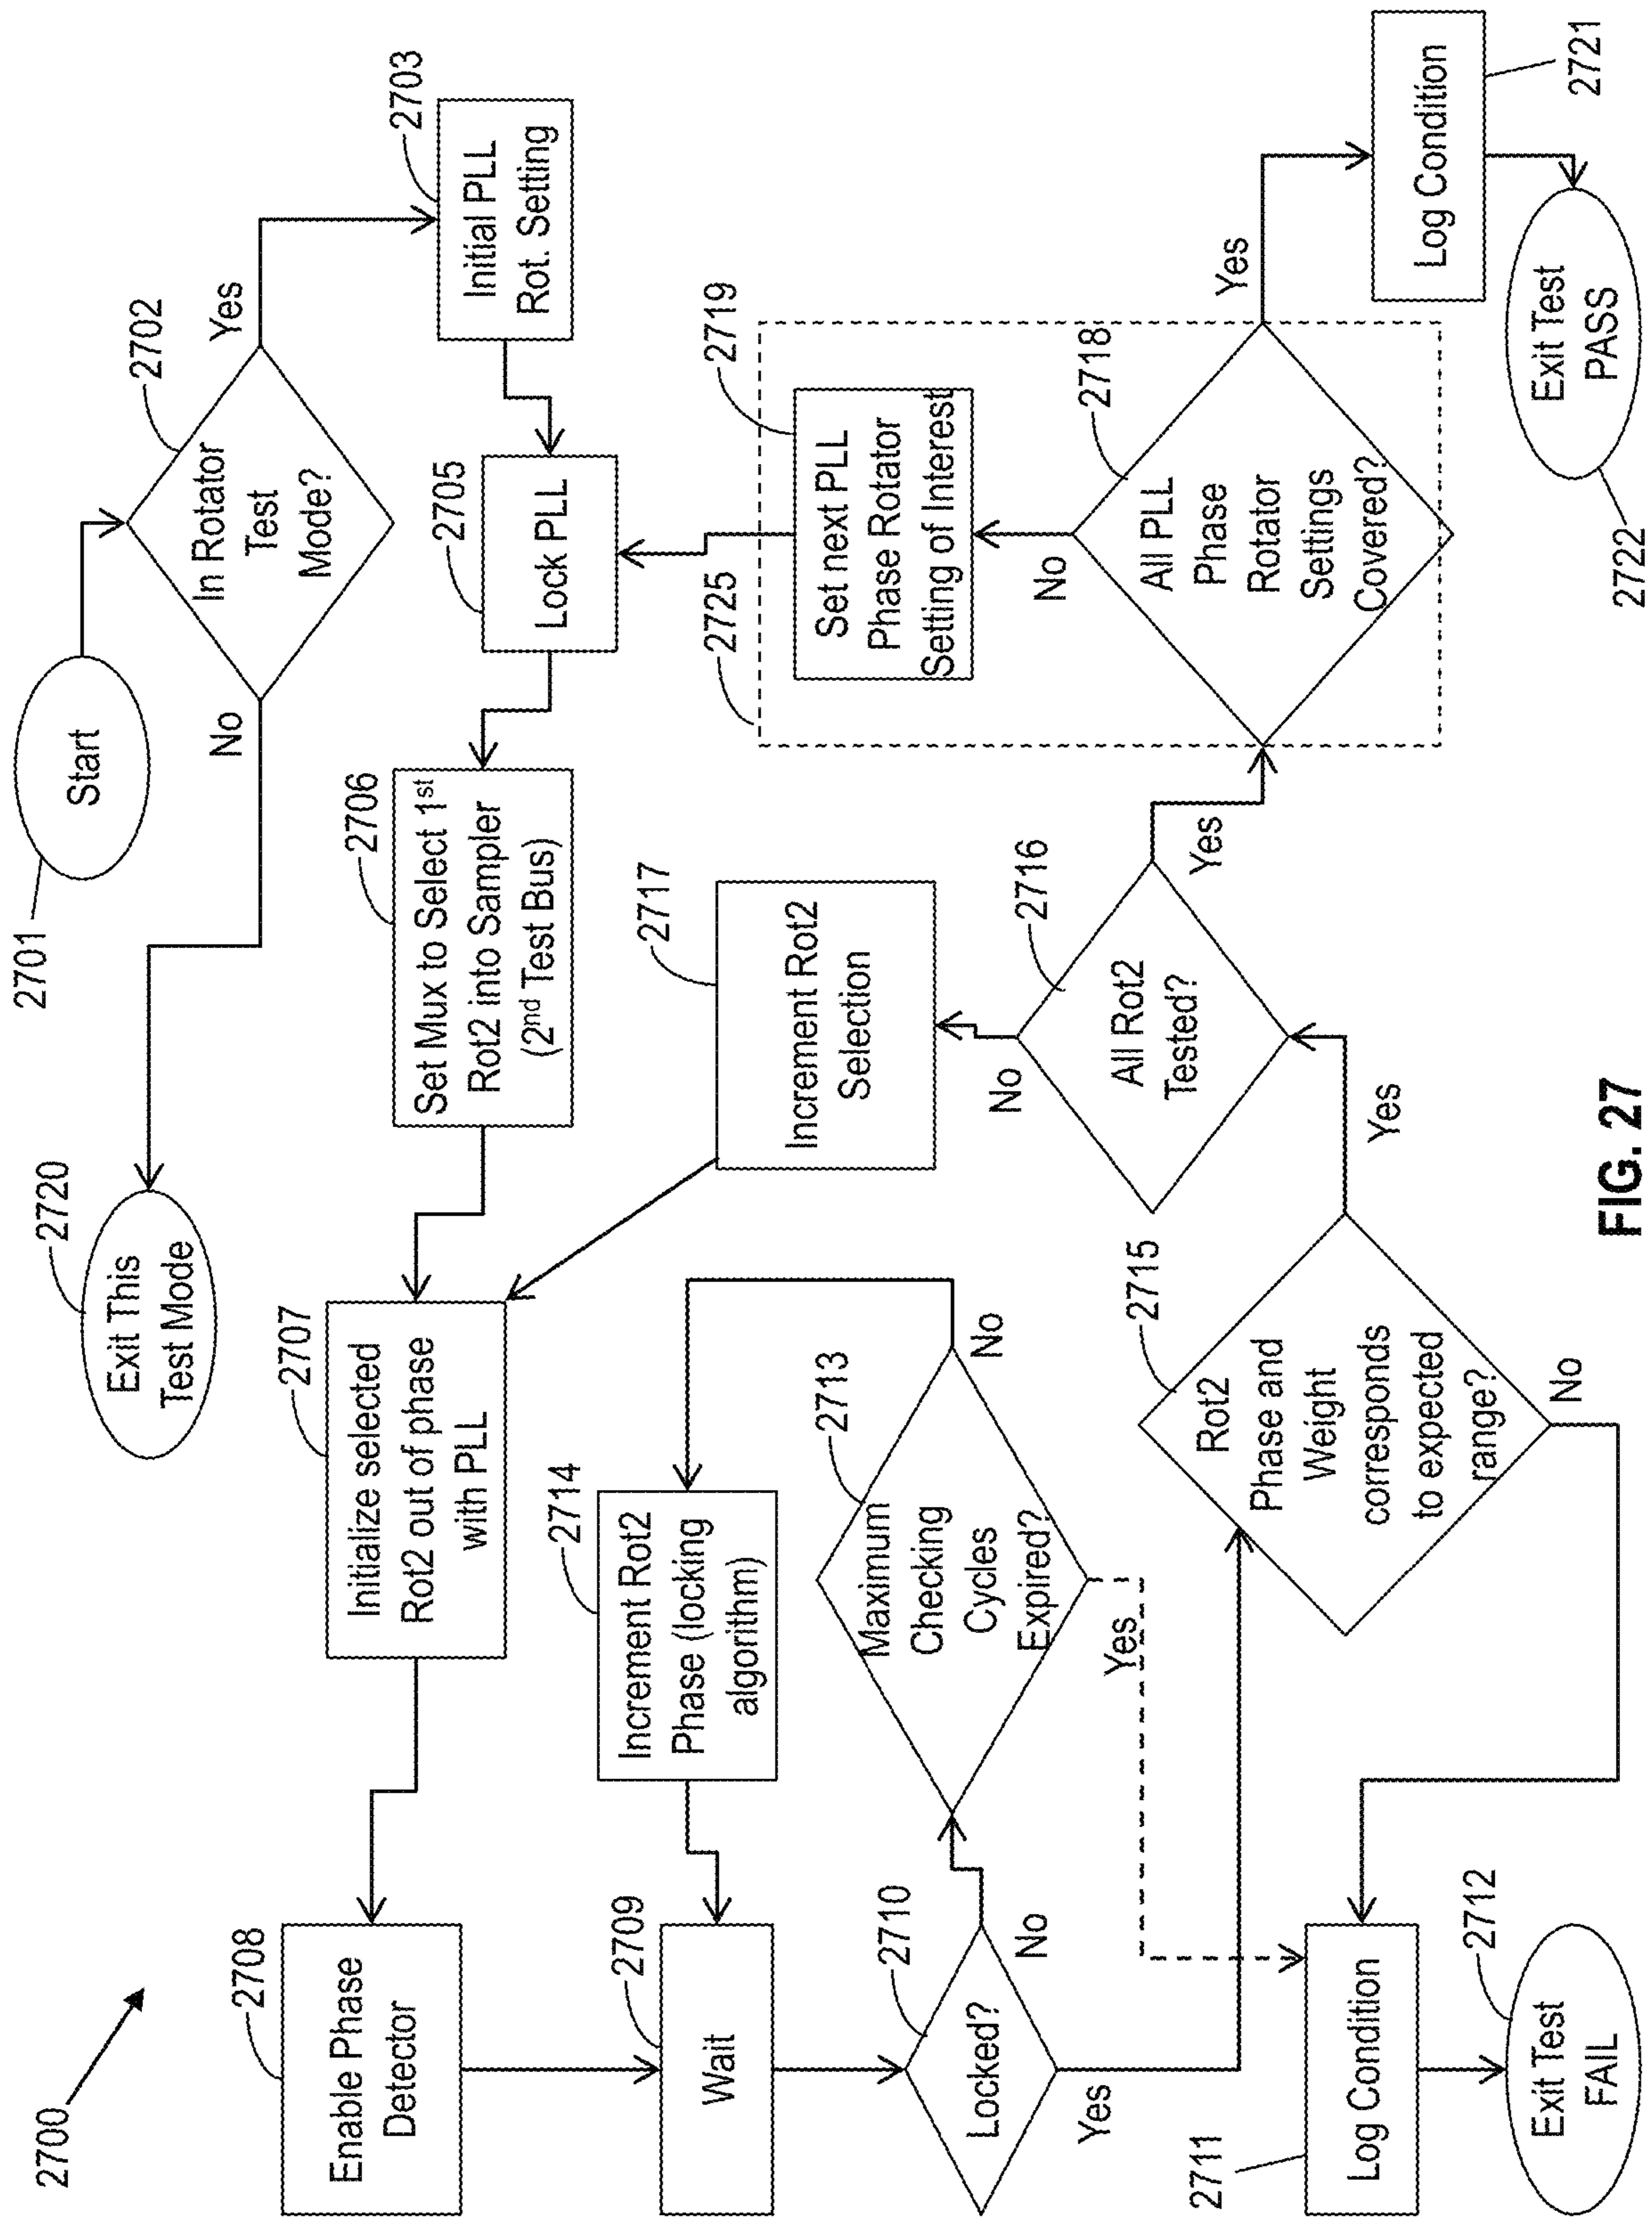 2700
2701
Start
2702
In Rotator
Test
Mode?
No
Yes
2720
Exit This
Test Mode
2703
Initial PLL
Rot. Setting
2705
Lock PLL
2706
Set Mux to Select 1st
Rot2 into Sampler
(2nd Test Bus)
2707
Initialize selected
Rot2 out of phase
with PLL
2708
Enable Phase
Detector
2709
Wait
2710
Locked?
No
Yes
2714
Increment Rot2
Phase (locking
algorithm)
2713
Maximum
Checking
Cycles
Expired?
No
Yes
2711
Log Condition
2712
Exit Test
FAIL
2715
Rot2
Phase and
Weight
corresponds
to expected
range?
No
Yes
2717
Increment Rot2
Selection
2716
All Rot2
Tested?
No
Yes
2725
2719
Set next PLL
Phase Rotator
Setting of Interest
2718
All PLL
Phase
Rotator
Settings
Covered?
No
Yes
2721
Log Condition
2722
Exit Test
PASS
FIG. 27